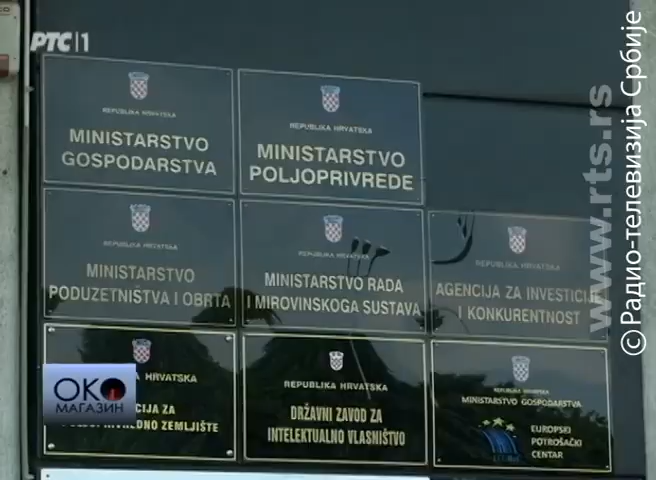 РТС 1
REPUBLIKA HRVATSKA
MINISTARSTVO
GOSPODARSTVA
REPUBLIKA HRVATSKA
MINISTARSTVO
POLJOPRIVREDE
REPUBLIKA HRVATSKA
MINISTARSTVO
PODUZETNIŠTVA I OBRTA
REPUBLIKA HRVATSKA
MINISTARSTVO RADA
I MIROVINSKOGA SUSTAVA
REPUBLIKA HRVATSKA
AGENCIJA ZA INVESTICIJE
I KONKURENTNOST
HRVATSKA
CIJA ZA
ZEMLJIŠTE
REPUBLIKA HRVATSKA
DRŽAVNI ZAVOD ZA
INTELEKTUALNO VLASNIŠTVO
REPUBLIKA HRVATSKA
MINISTARSTVO GOSPODARSTVA
EUROPSKI
POTROŠAČKI
CENTAR
ОКО
МАГАЗИН
www.rts.rs
© Радио-телевизија Србије